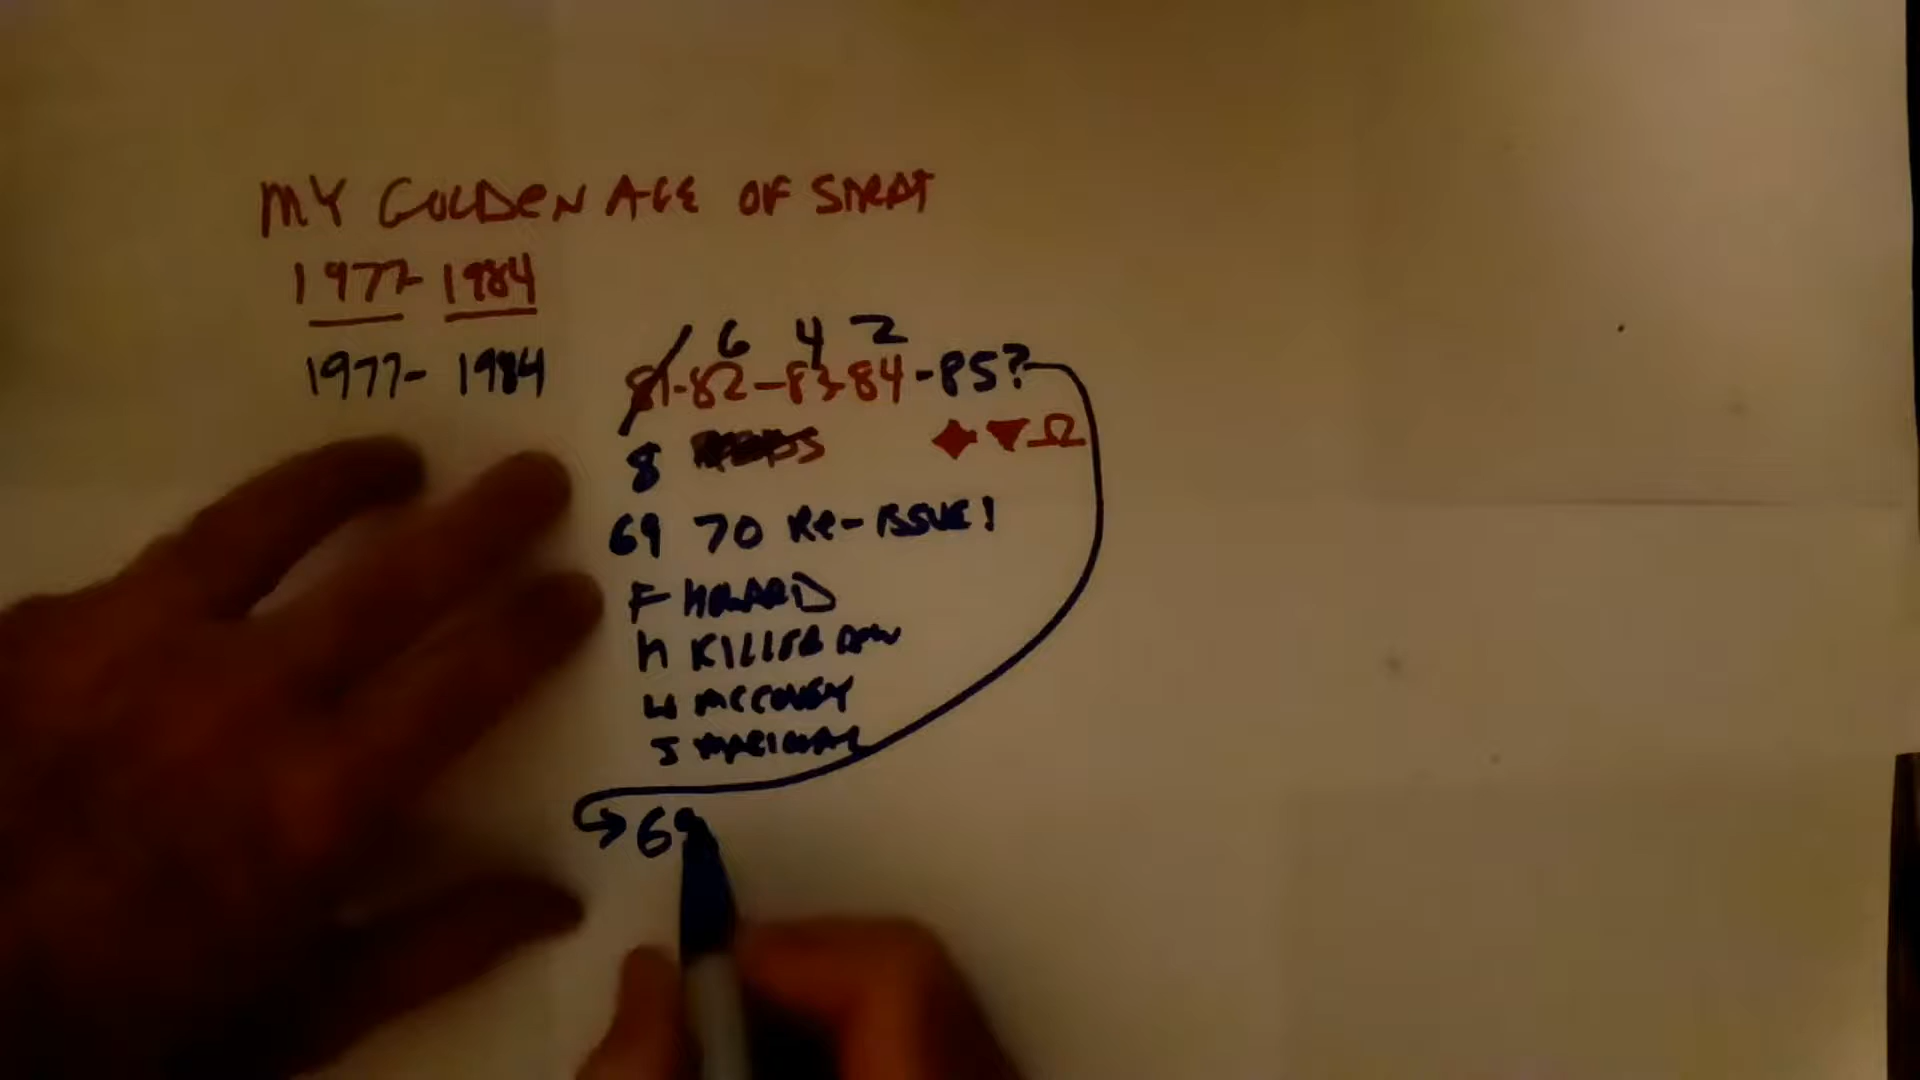 MY GOLDEN AGE OF STRAT
1977-1984
1977-1984
6 4 2
81-82-83-84-85?
8
69 70 Re-ISSUE!
F HOWARD
H KILLEBREW
W MCCOVEY
J MARICHAL
69